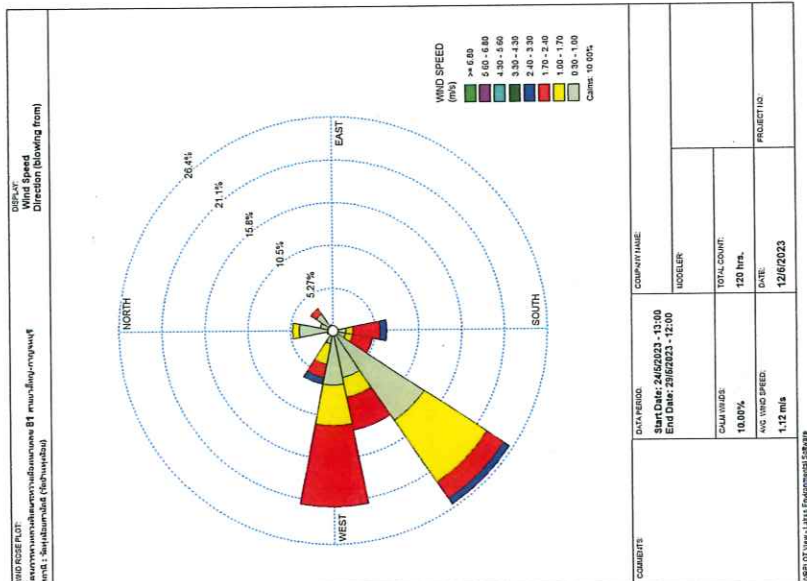 WIND ROSE PLOT:
DISPLAY:
Wind Speed
Direction (blowing from)
NORTH
EAST
SOUTH
WEST
26.4%
21.1%
15.8%
10.5%
5.27%
WIND SPEED
(m/s)
>= 6.80
5.60 - 6.80
4.30 - 5.60
3.30 - 4.30
2.40 - 3.30
1.70 - 2.40
1.00 - 1.70
0.30 - 1.00
Calms: 10.00%
COMMENTS:
DATA PERIOD:
Start Date: 24/5/2023 - 13:00
End Date: 29/5/2023 - 12:00
COMPANY NAME:
MODELER:
CALM WINDS:
10.00%
TOTAL COUNT:
120 hrs.
AVG. WIND SPEED:
1.12 m/s
DATE:
12/6/2023
PROJECT NO.:
WRPLOT View - Lakes Environmental Software